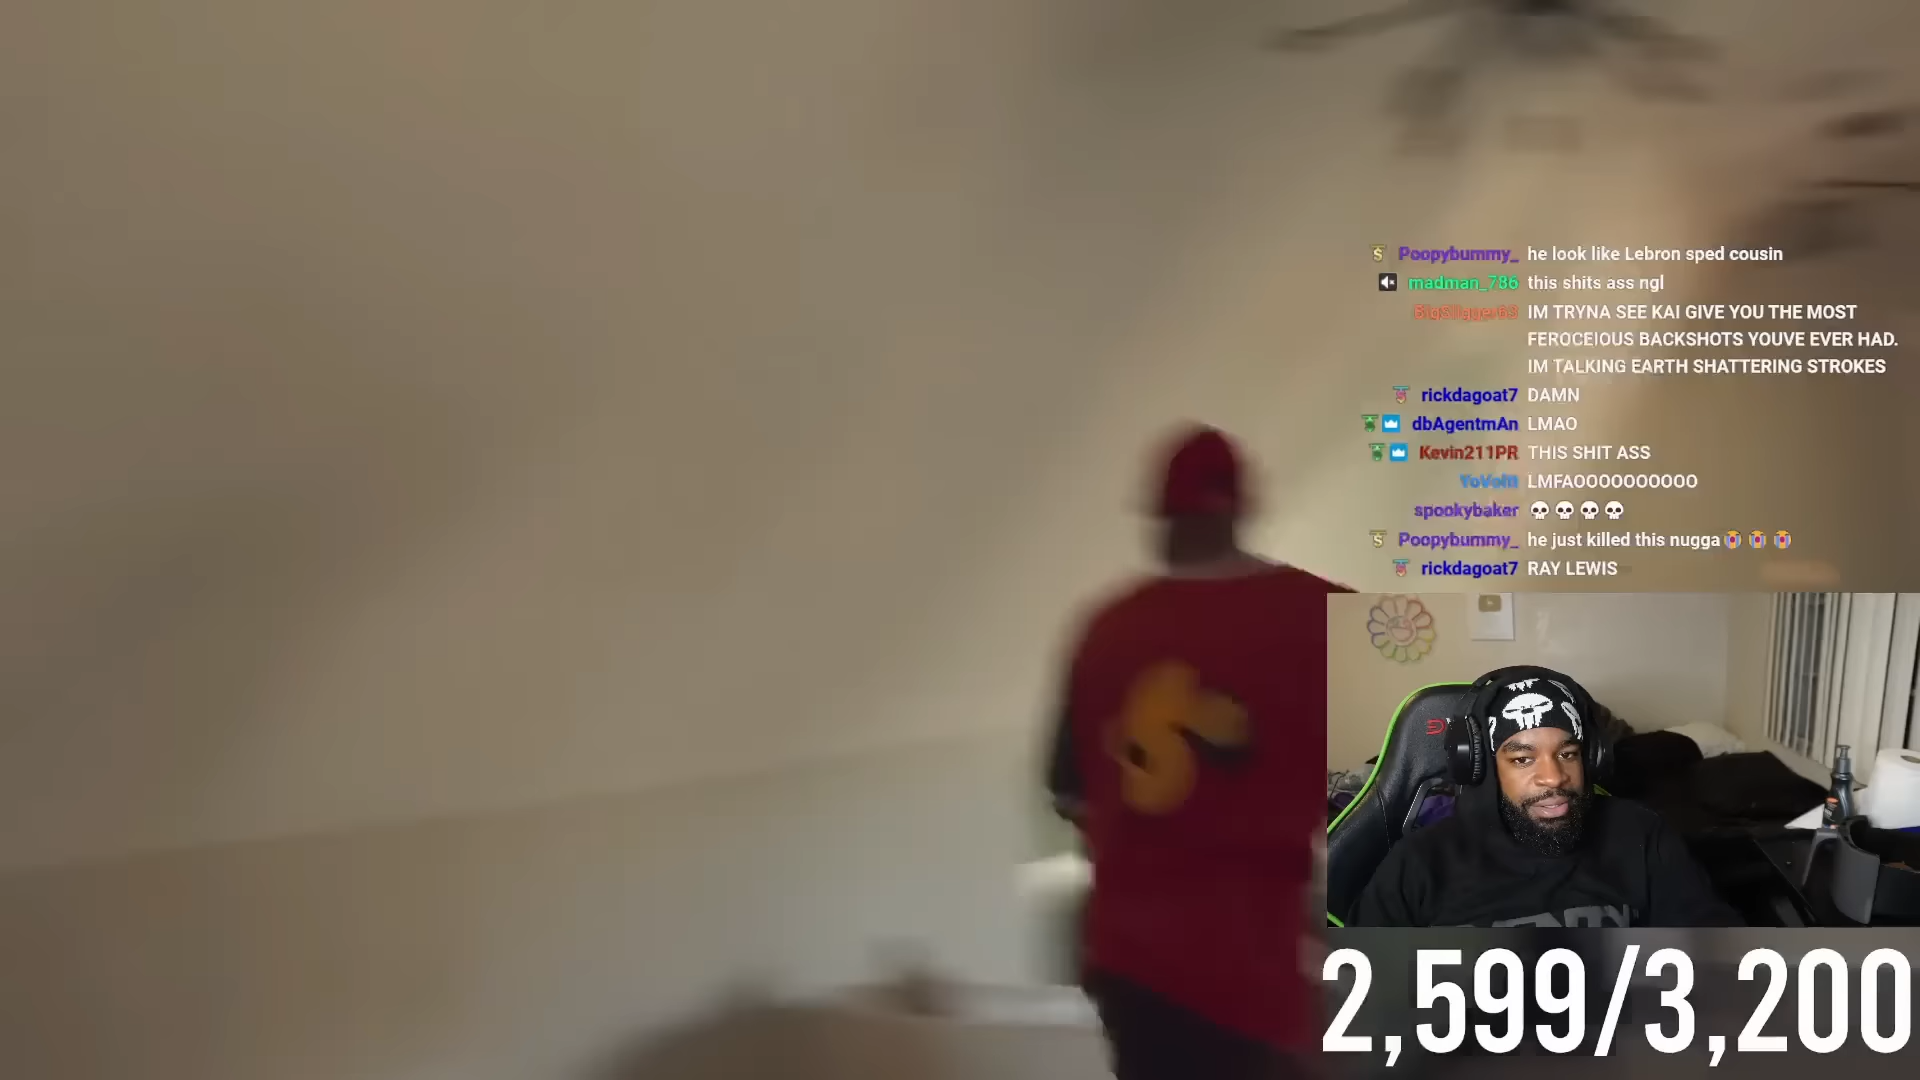 Poopybummy_ he look like Lebron sped cousin
madman_786 this shits ass ngl
IM TRYNA SEE KAI GIVE YOU THE MOST
FEROCEIOUS BACKSHOTS YOUVE EVER HAD.
IM TALKING EARTH SHATTERING STROKES
rickdagoat7 DAMN
dbAgentmAn LMAO
Kevin211PR THIS SHIT ASS
LMFAOOOOOOOOOO
spookybaker 💀 💀 💀 💀
Poopybummy_ he just killed this nugga 😭 😭 😭
rickdagoat7 RAY LEWIS
2,599/3,200